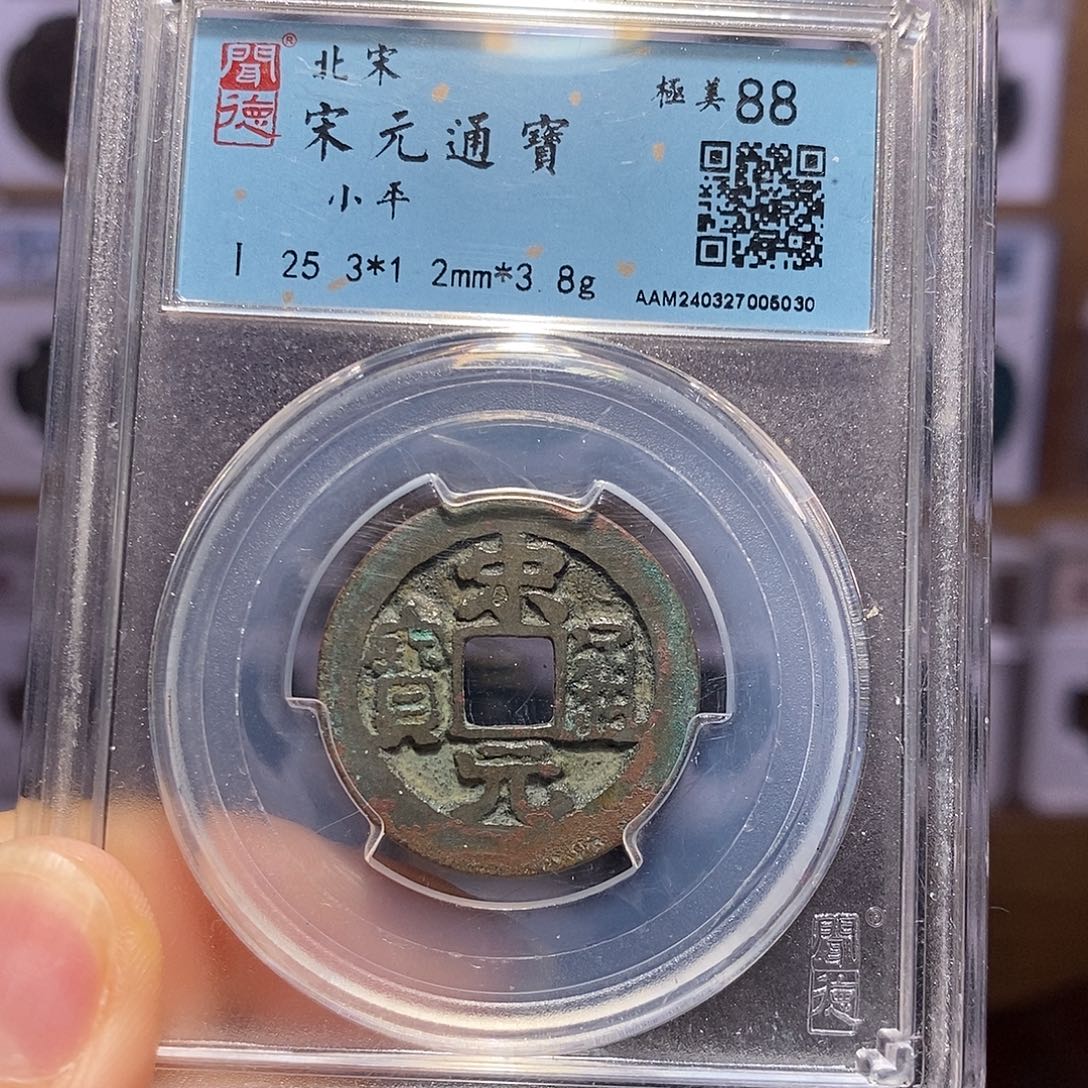 聞德®
北宋
宋元通寶
小平
極美88
I 25 3*1 2mm*3 8g
AAM240327005030
宋元通寶
聞德®